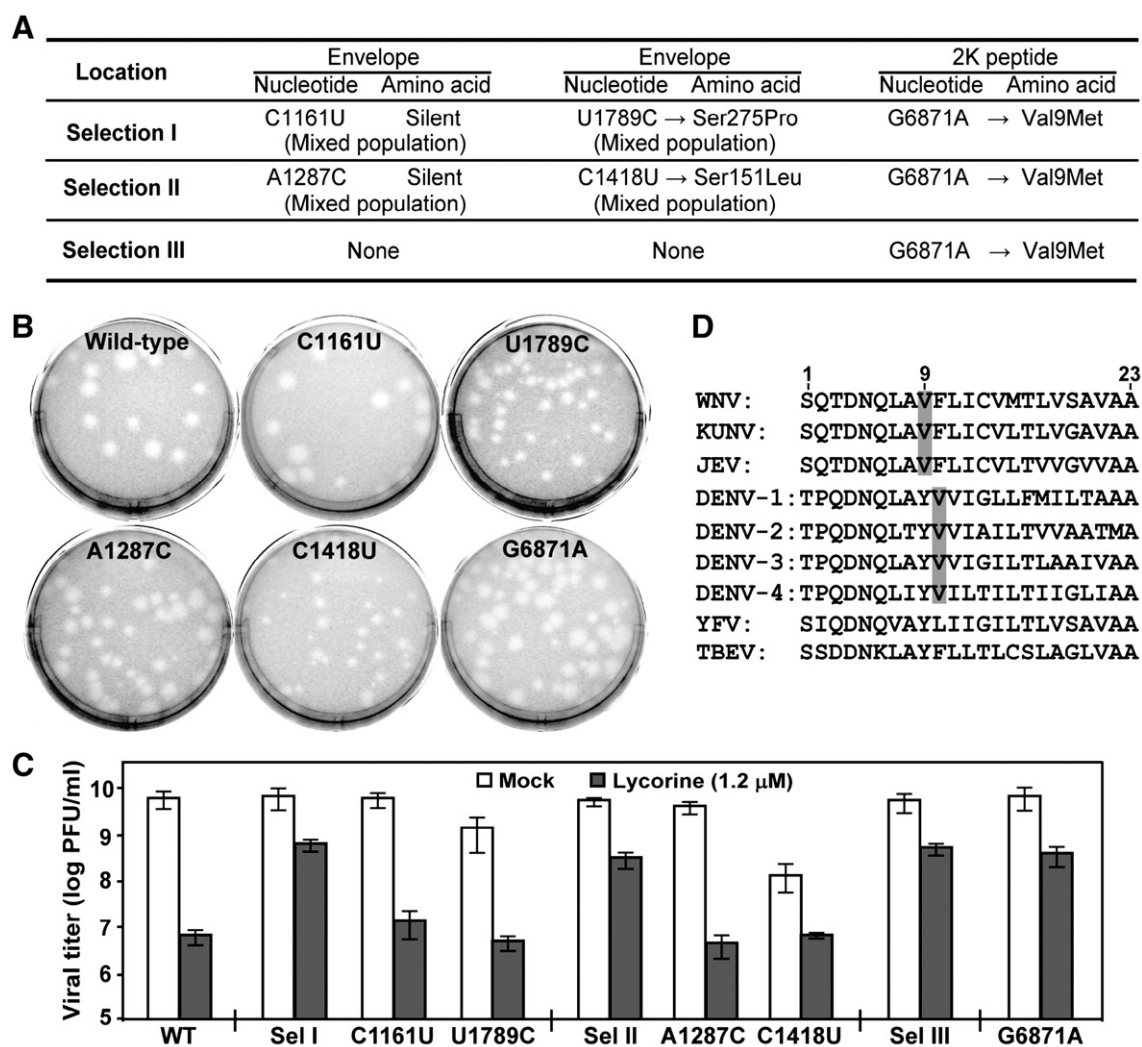 A
Location Envelope Envelope 2K peptide
Nucleotide Amino acid Nucleotide Amino acid Nucleotide Amino acid
Selection I C1161U Silent U1789C → Ser275Pro G6871A → Val9Met
(Mixed population) (Mixed population)
Selection II A1287C Silent C1418U → Ser151Leu G6871A → Val9Met
(Mixed population) (Mixed population)
Selection III None None G6871A → Val9Met
B
Wild-type C1161U U1789C
A1287C C1418U G6871A
D
1 9 23
WNV: SQTDNQLAVFLICVMTLVSAVAA
KUNV: SQTDNQLAVFLICVLTLVGAVAA
JEV: SQTDNQLAVFLICVLTVVGVVAA
DENV-1: TPQDNQLAYVVIGLLFMILTAAA
DENV-2: TPQDNQLTYVVIAILTVVAATMA
DENV-3: TPQDNQLAYVVIGILTLAAIVAA
DENV-4: TPQDNQLIYVILTILTIIGLIAA
YFV: SIQDNQVAYLIIGILTLVSAVAA
TBEV: SSDDNKLAYFLLTLCSLAGLVAA
C
Mock Lycorine (1.2 μM)
Viral titer (log PFU/ml)
10
9
8
7
6
5
WT Sel I C1161U U1789C Sel II A1287C C1418U Sel III G6871A